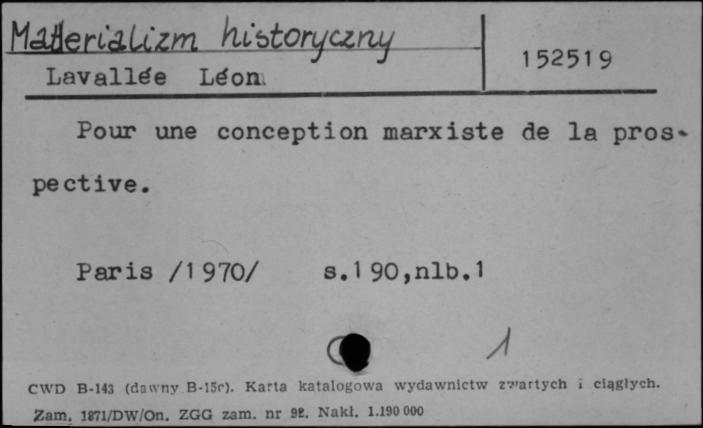 Materializm historyczny
152519
Lavallée Léon
Pour une conception marxiste de la pros-
pective.
Paris /1970/ s.190,nlb.1
1
CWD B-143 (dawny B-15c). Karta katalogowa wydawnictw zwartych i ciągłych.
Zam. 1871/DW/On. ZGG zam. nr 92. Nakł. 1.190 000